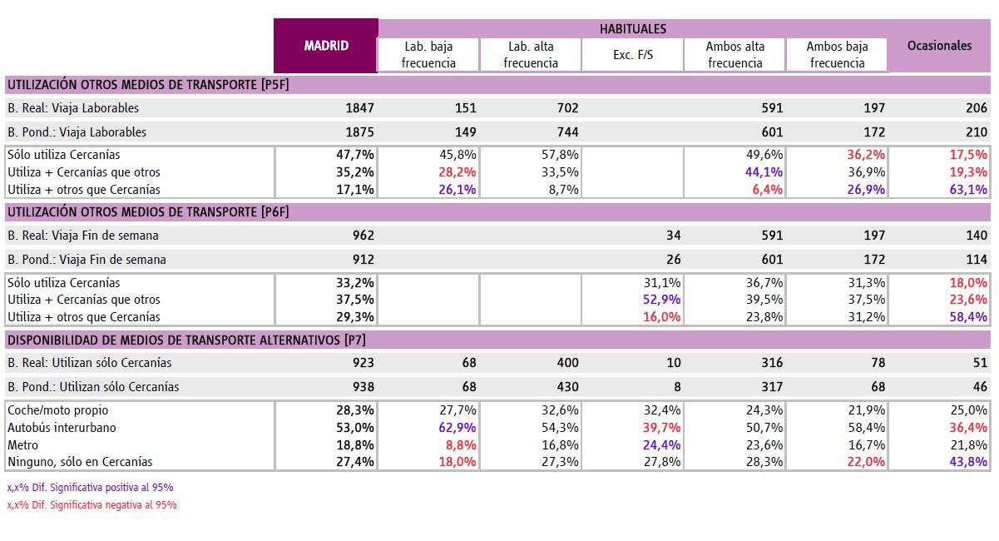 HABITUALES
MADRID Lab. baja frecuencia Lab. alta frecuencia Exc. F/S Ambos alta frecuencia Ambos baja frecuencia Ocasionales
UTILIZACIÓN OTROS MEDIOS DE TRANSPORTE [P5F]
B. Real: Viaja Laborables 1847 151 702 591 197 206
B. Pond.: Viaja Laborables 1875 149 744 601 172 210
Sólo utiliza Cercanías 47,7% 45,8% 57,8% 49,6% 36,2% 17,5%
Utiliza + Cercanías que otros 35,2% 28,2% 33,5% 44,1% 36,9% 19,3%
Utiliza + otros que Cercanías 17,1% 26,1% 8,7% 6,4% 26,9% 63,1%
UTILIZACIÓN OTROS MEDIOS DE TRANSPORTE [P6F]
B. Real: Viaja Fin de semana 962 34 591 197 140
B. Pond.: Viaja Fin de semana 912 26 601 172 114
Sólo utiliza Cercanías 33,2% 31,1% 36,7% 31,3% 18,0%
Utiliza + Cercanías que otros 37,5% 52,9% 39,5% 37,5% 23,6%
Utiliza + otros que Cercanías 29,3% 16,0% 23,8% 31,2% 58,4%
DISPONIBILIDAD DE MEDIOS DE TRANSPORTE ALTERNATIVOS [P7]
B. Real: Utilizan sólo Cercanías 923 68 400 10 316 78 51
B. Pond.: Utilizan sólo Cercanías 938 68 430 8 317 68 46
Coche/moto propio 28,3% 27,7% 32,6% 32,4% 24,3% 21,9% 25,0%
Autobús interurbano 53,0% 62,9% 54,3% 39,7% 50,7% 58,4% 36,4%
Metro 18,8% 8,8% 16,8% 24,4% 23,6% 16,7% 21,8%
Ninguno, sólo en Cercanías 27,4% 18,0% 27,3% 27,8% 28,3% 22,0% 43,8%
x,x% Dif. Significativa positiva al 95%
x,x% Dif. Significativa negativa al 95%